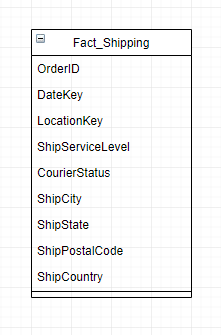 Fact_Shipping
OrderID
DateKey
LocationKey
ShipServiceLevel
CourierStatus
ShipCity
ShipState
ShipPostalCode
ShipCountry